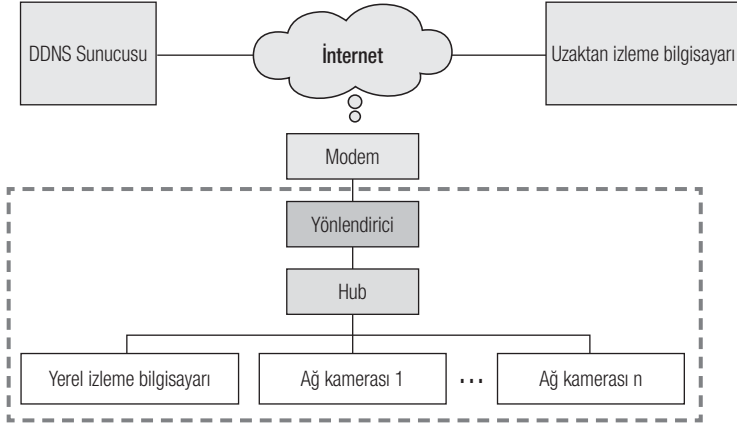 DDNS Sunucusu
İnternet
Uzaktan izleme bilgisayarı
Modem
Yönlendirici
Hub
Yerel izleme bilgisayarı
Ağ kamerası 1
...
Ağ kamerası n